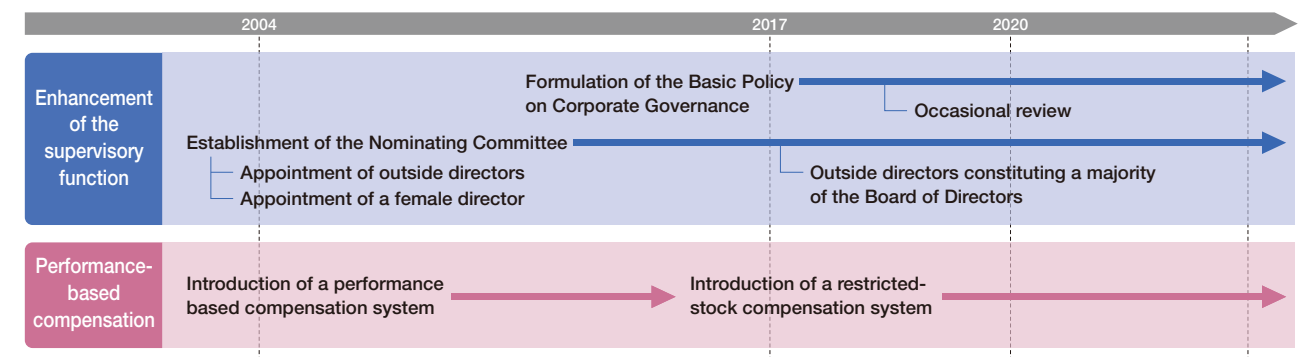 2004 2017 2020
Enhancement
of the
supervisory
function
Formulation of the Basic Policy
on Corporate Governance
Occasional review
Establishment of the Nominating Committee
Appointment of outside directors
Appointment of a female director
Outside directors constituting a majority
of the Board of Directors
Performance-
based
compensation
Introduction of a performance
based compensation system
Introduction of a restricted-
stock compensation system